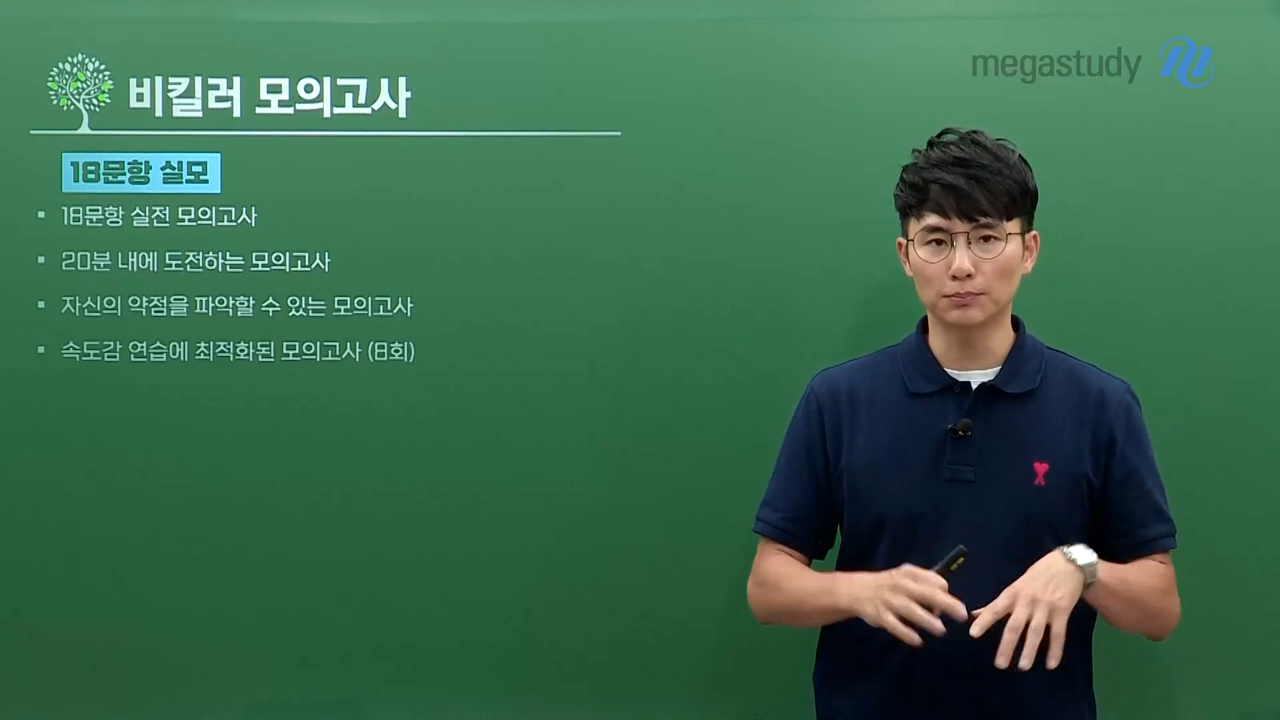 비킬러 모의고사
megastudy
18문항 실모
18문항 실전 모의고사
20분 내에 도전하는 모의고사
자신의 약점을 파악할 수 있는 모의고사
속도감 연습에 최적화된 모의고사 (8회)